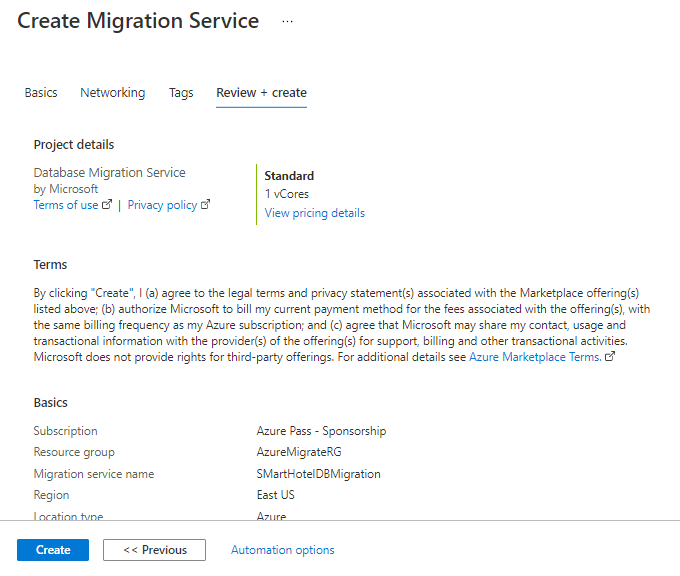 Create Migration Service ...
Basics Networking Tags Review + create
Project details
Database Migration Service
by Microsoft
Terms of use | Privacy policy
Standard
1 vCores
View pricing details
Terms
By clicking "Create", I (a) agree to the legal terms and privacy statement(s) associated with the Marketplace offering(s)
listed above; (b) authorize Microsoft to bill my current payment method for the fees associated with the offering(s), with
the same billing frequency as my Azure subscription; and (c) agree that Microsoft may share my contact, usage and
transactional information with the provider(s) of the offering(s) for support, billing and other transactional activities.
Microsoft does not provide rights for third-party offerings. For additional details see Azure Marketplace Terms.
Basics
Subscription Azure Pass - Sponsorship
Resource group AzureMigrateRG
Migration service name SMartHotelDBMigration
Region East US
Location type Azure
Create << Previous Automation options